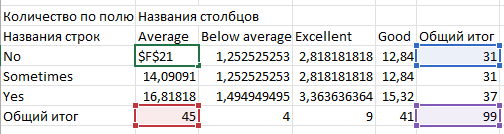 Количество по полю Названия столбцов
Названия строк Average Below average Excellent Good Общий итог
No $F$21 1,252525253 2,818181818 12,84 31
Sometimes 14,09091 1,252525253 2,818181818 12,84 31
Yes 16,81818 1,494949495 3,363636364 15,32 37
Общий итог 45 4 9 41 99